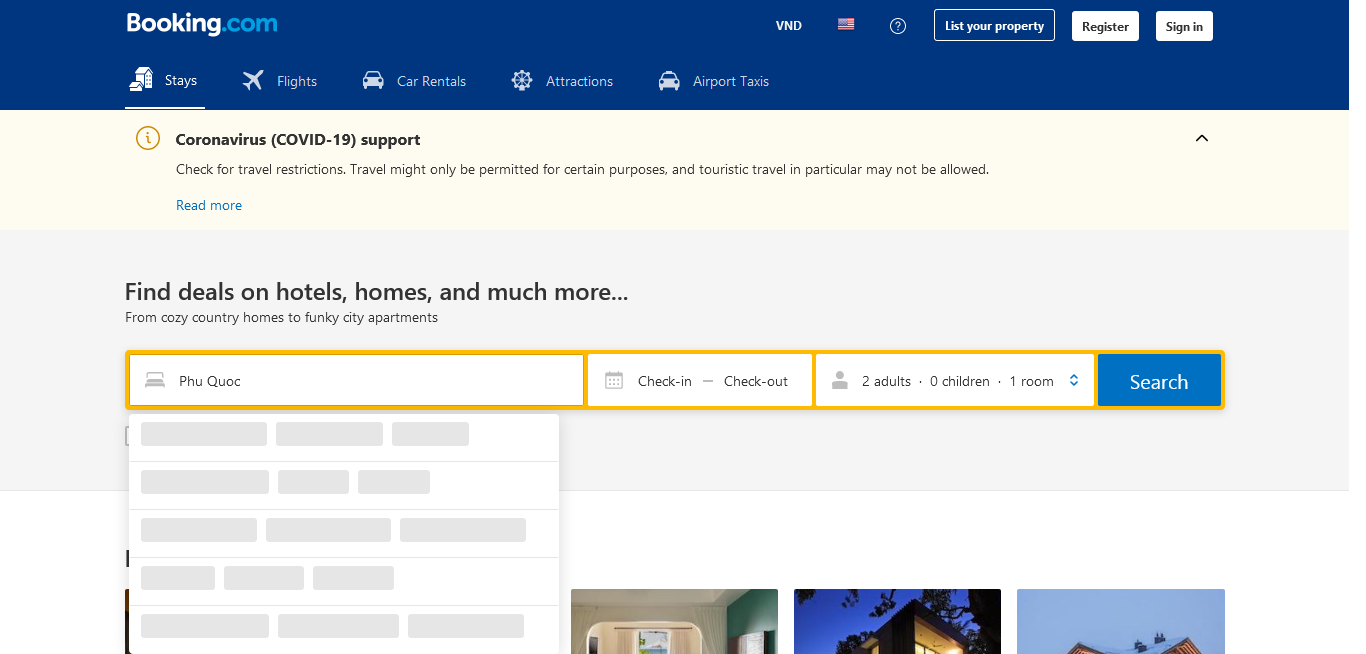 Booking.com
VND
List your property
Register
Sign in
Stays
Flights
Car Rentals
Attractions
Airport Taxis
Coronavirus (COVID-19) support
Check for travel restrictions. Travel might only be permitted for certain purposes, and touristic travel in particular may not be allowed.
Read more
Find deals on hotels, homes, and much more...
From cozy country homes to funky city apartments
Phu Quoc
Check-in — Check-out
2 adults · 0 children · 1 room
Search